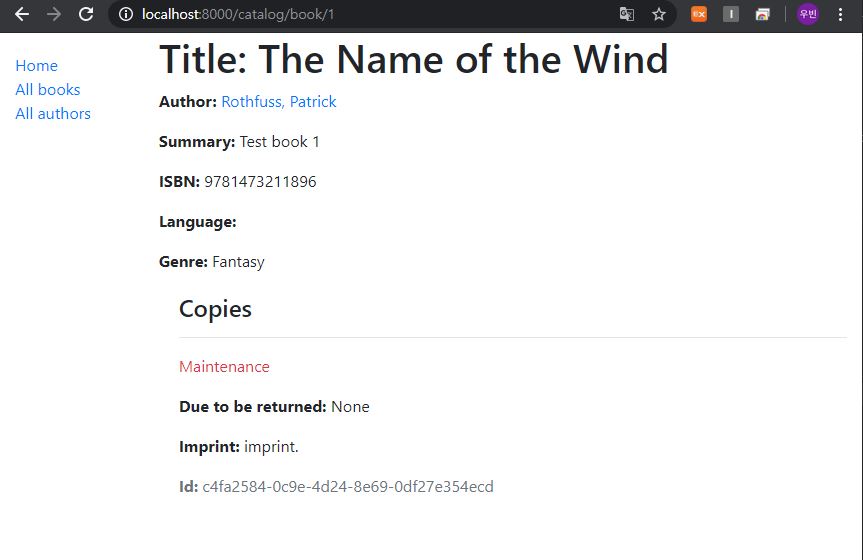 localhost:8000/catalog/book/1
우빈
Home
All books
All authors
Title: The Name of the Wind
Author: Rothfuss, Patrick
Summary: Test book 1
ISBN: 9781473211896
Language:
Genre: Fantasy
Copies
Maintenance
Due to be returned: None
Imprint: imprint.
Id: c4fa2584-0c9e-4d24-8e69-0df27e354ecd